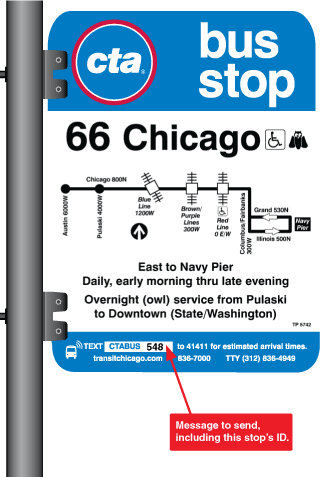 cta®
bus
stop
66 Chicago
Chicago 800N
Austin 6000W
Pulaski 4000W
Blue
Line
1200W
Brown/
Purple
Lines
300W
Red
Line
0 E/W
Columbus/Fairbanks
300W
Grand 530N
Navy
Pier
Illinois 500N
East to Navy Pier
Daily, early morning thru late evening
Overnight (owl) service from Pulaski
to Downtown (State/Washington)
TP 5742
TEXT CTABUS 548 to 41411 for estimated arrival times.
transitchicago.com 836-7000 TTY (312) 836-4949
Message to send,
including this stop's ID.